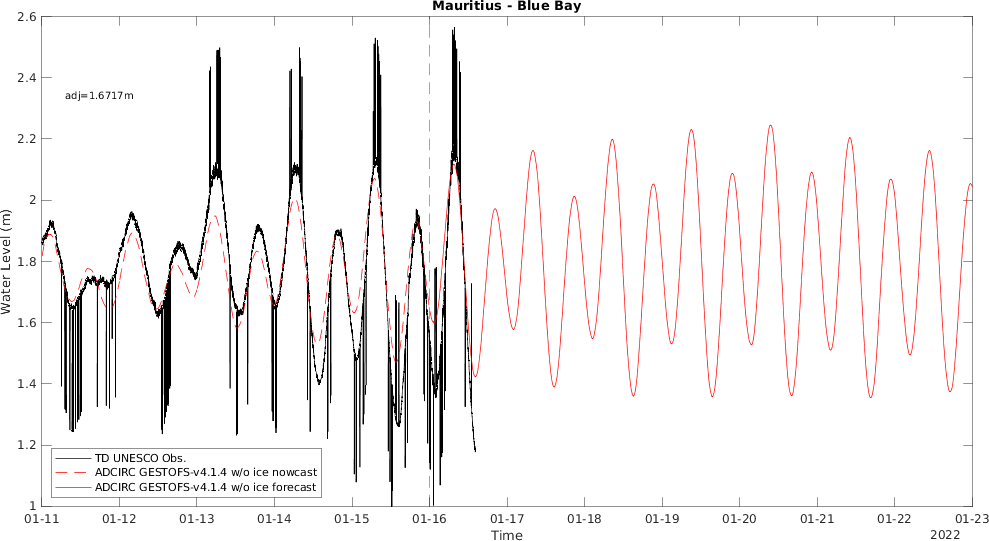 Mauritius - Blue Bay
2.6
2.4
2.2
2
1.8
1.6
1.4
1.2
1
Water Level (m)
adj=1.6717m
TD UNESCO Obs.
ADCIRC GESTOFS-v4.1.4 w/o ice nowcast
ADCIRC GESTOFS-v4.1.4 w/o ice forecast
01-11 01-12 01-13 01-14 01-15 01-16 01-17 01-18 01-19 01-20 01-21 01-22 01-23
Time
2022